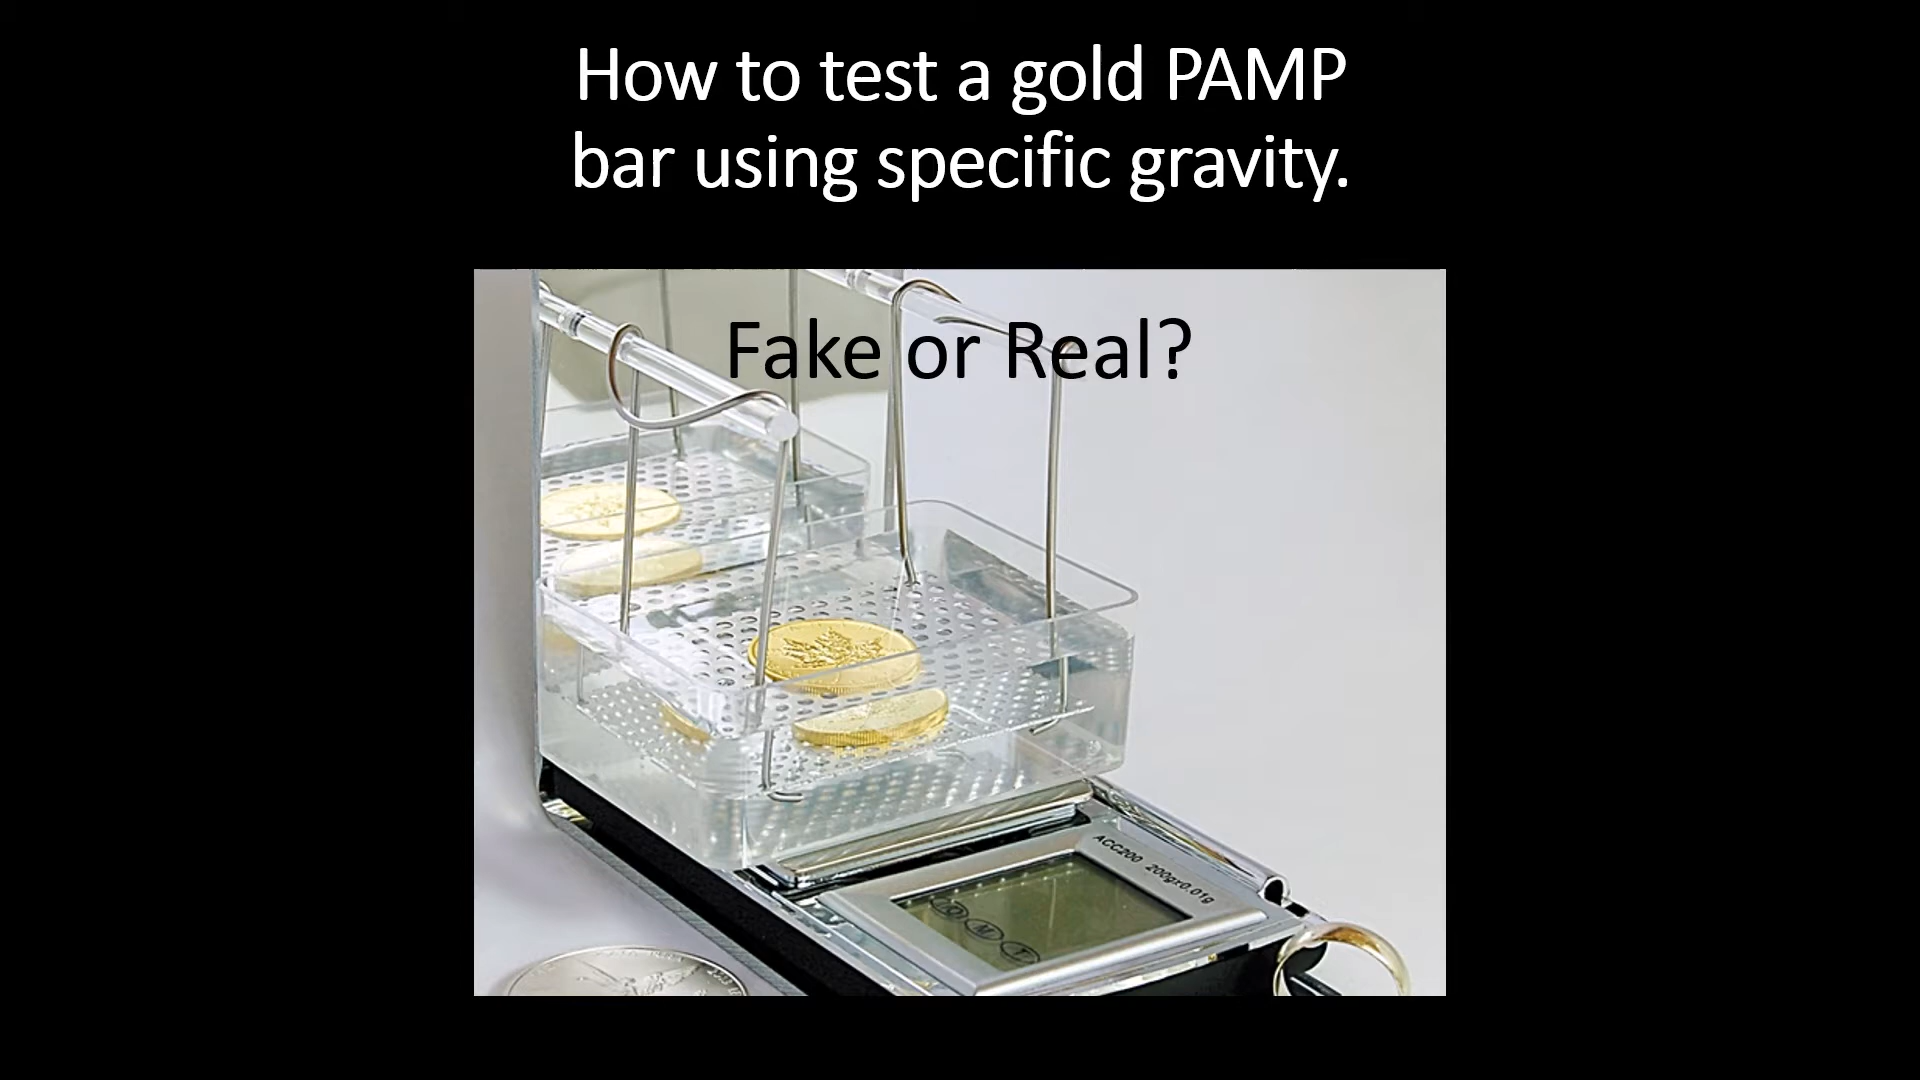 How to test a gold PAMP
bar using specific gravity.
Fake or Real?
ACC200 200gx0.01g
M
T